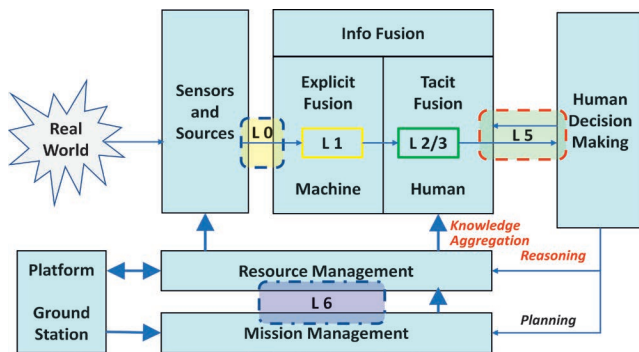 Info Fusion
Real
World
Sensors
and
Sources
L 0
Explicit
Fusion
L 1
Machine
Tacit
Fusion
L 2/3
Human
L 5
Human
Decision
Making
Knowledge
Aggregation
Reasoning
Planning
Platform
Ground
Station
Resource Management
L 6
Mission Management